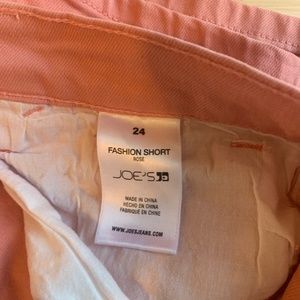 24
FASHION SHORT
ROSE
JOE'S
MADE IN CHINA
HECHO EN CHINA
FABRIQUÉ EN CHINE
WWW.JOESJEANS.COM